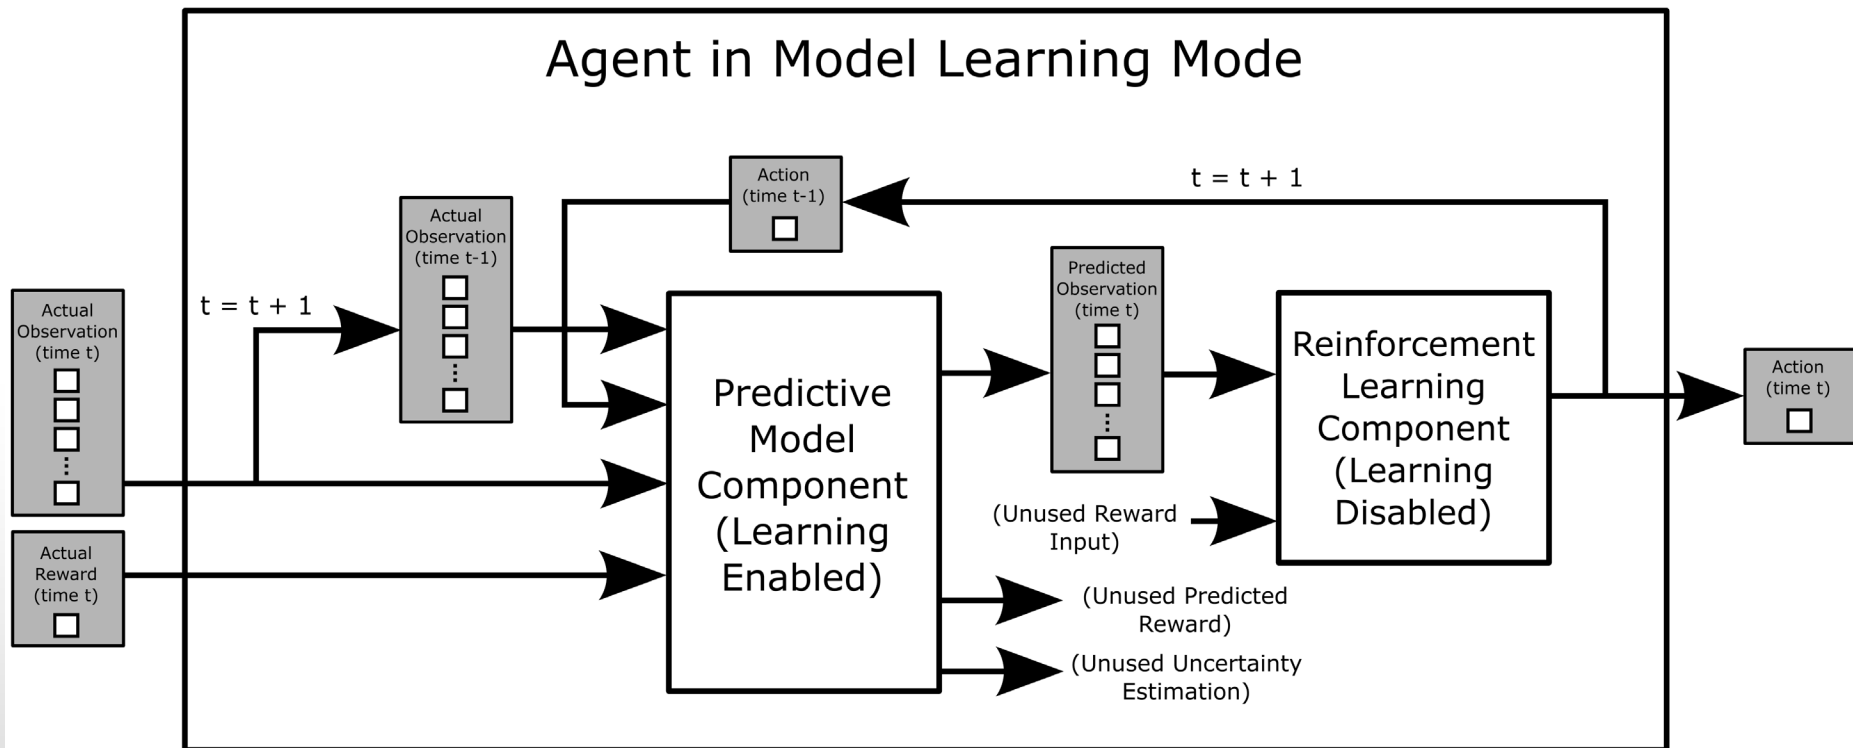 Agent in Model Learning Mode
Action
(time t-1)
t = t + 1
Actual
Observation
(time t-1)
Predicted
Observation
(time t)
Actual
Observation
(time t)
t = t + 1
Predictive
Model
Component
(Learning
Enabled)
Reinforcement
Learning
Component
(Learning
Disabled)
Action
(time t)
(Unused Reward
Input)
Actual
Reward
(time t)
(Unused Predicted
Reward)
(Unused Uncertainty
Estimation)